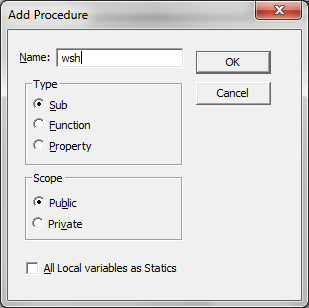 Add Procedure
Name: wsh
OK
Cancel
Type
Sub
Function
Property
Scope
Public
Private
All Local variables as Statics